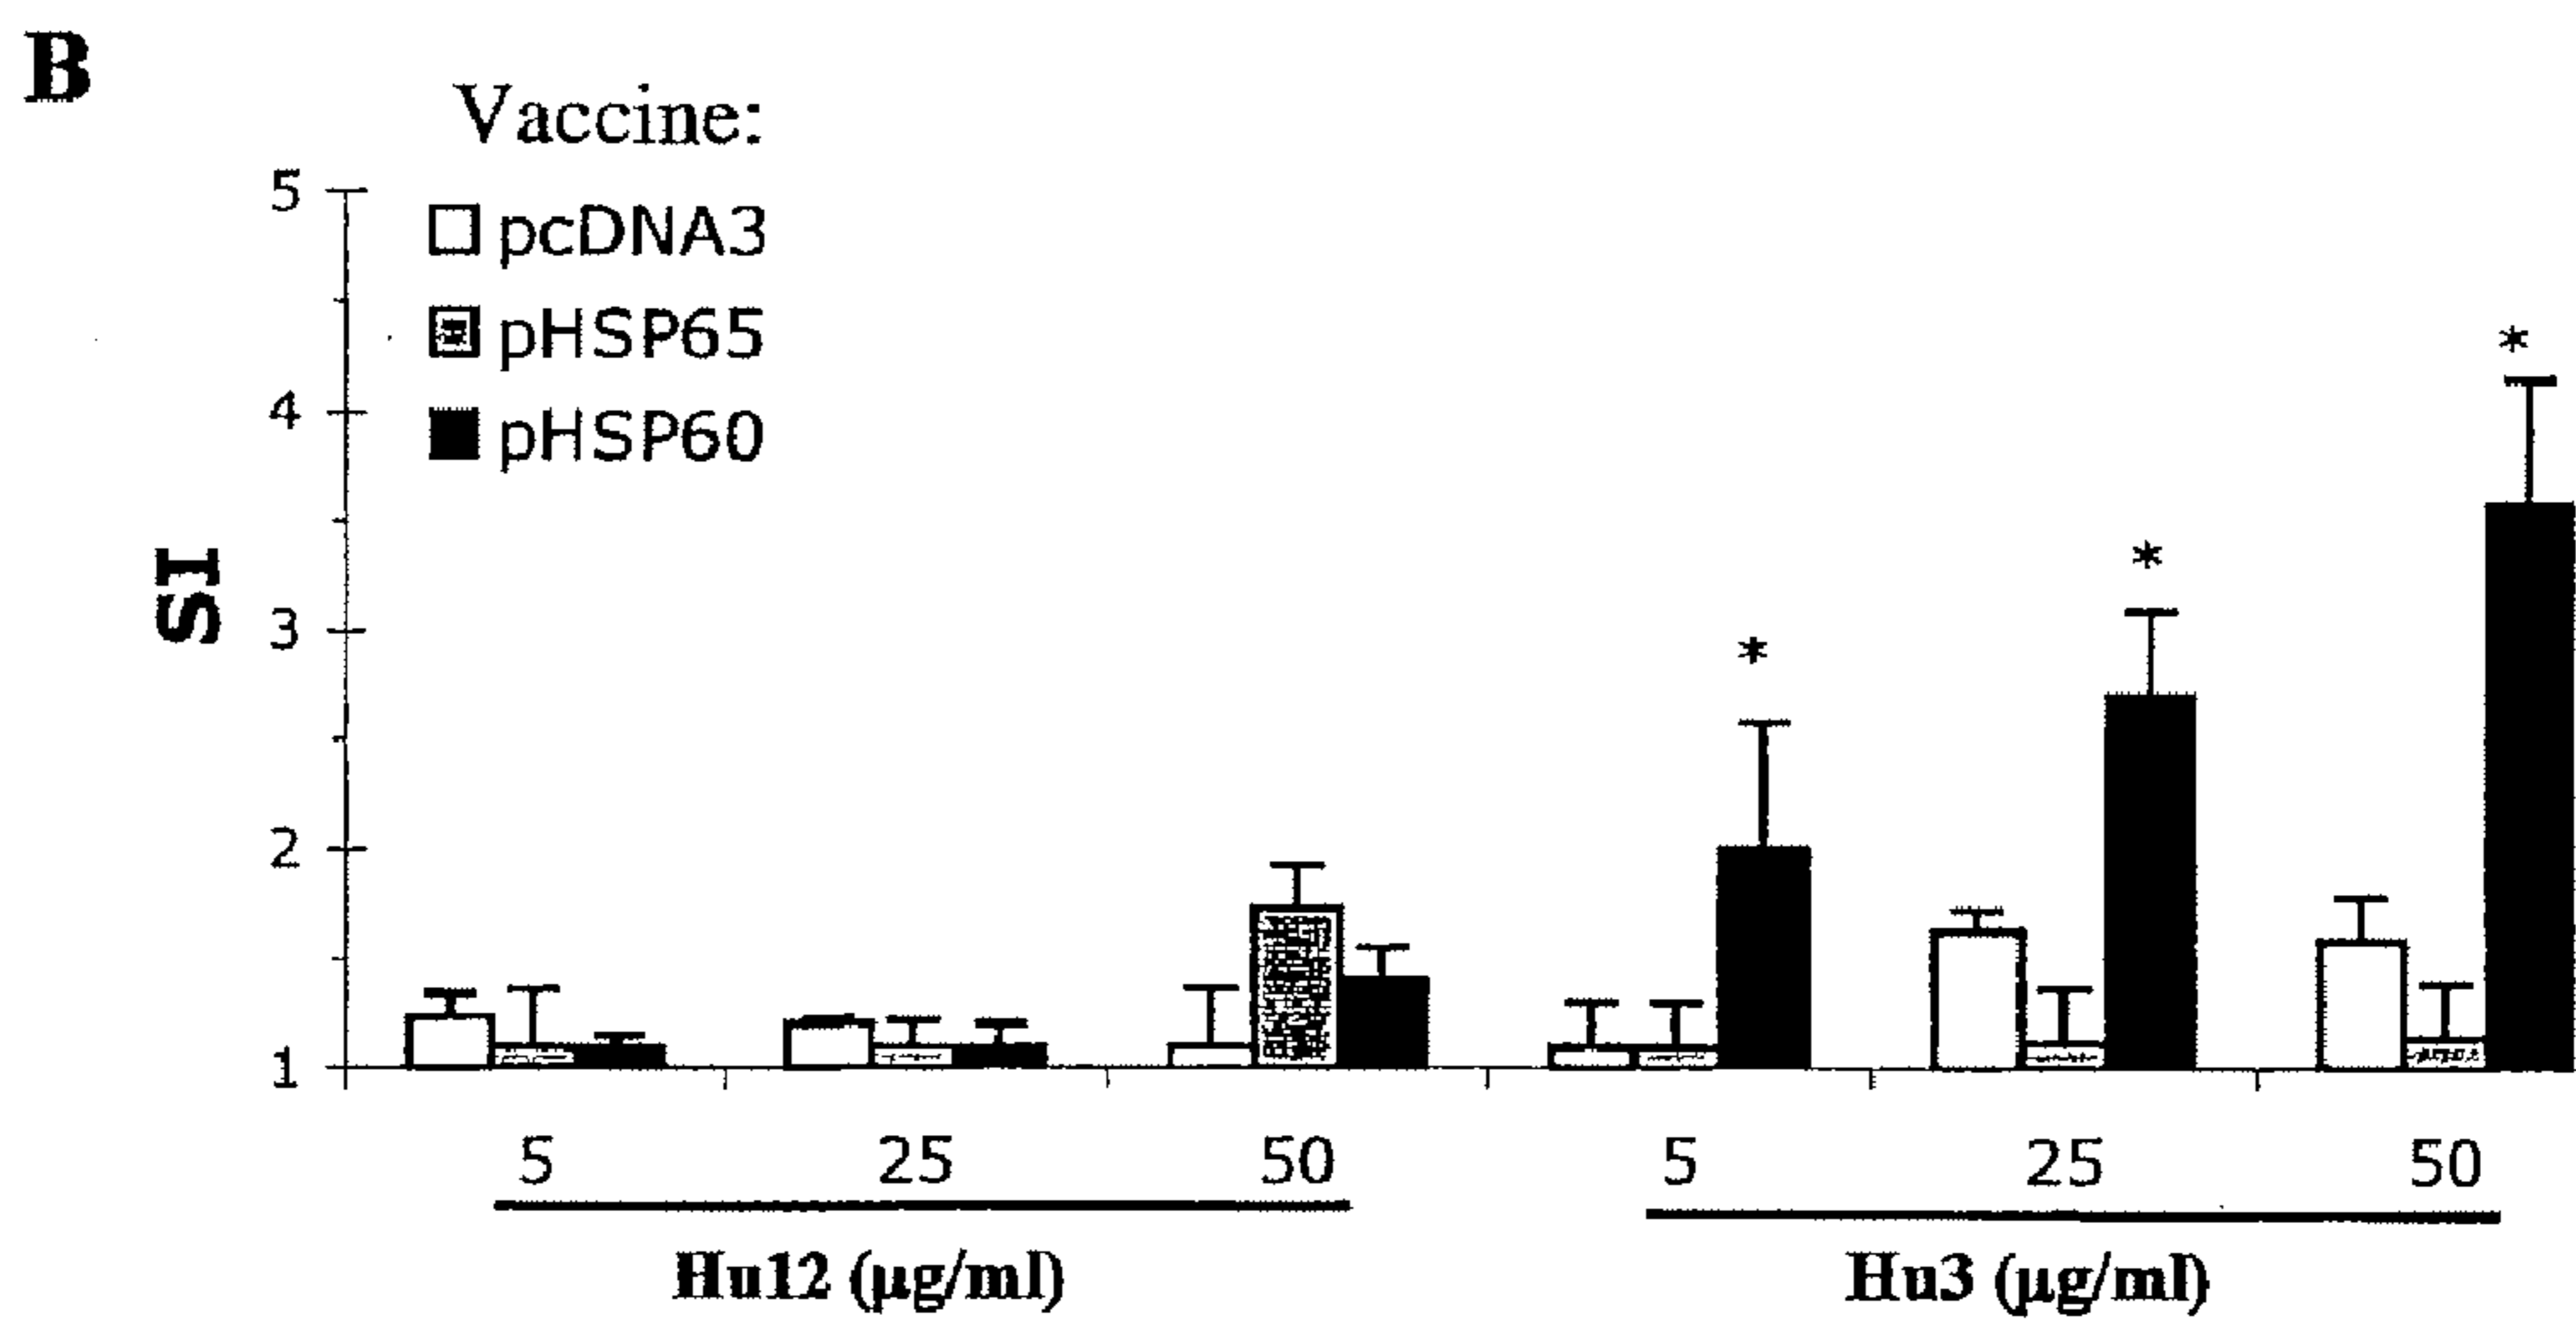 B
Vaccine:
pcDNA3
pHSP65
pHSP60
SI
5
4
3
2
1
*
*
*
5 25 50 5 25 50
Hu12 (µg/ml) Hu3 (µg/ml)